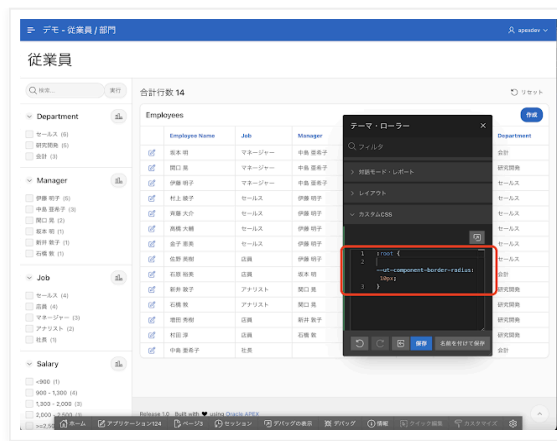 デモ - 従業員 / 部門
apexdev
従業員
検索...
実行
合計行数 14
リセット
Department
セールス (6)
研究開発 (5)
会計 (3)
Manager
伊藤 明子 (5)
中島 亜希子 (3)
関口 晃 (2)
坂本 明 (1)
新井 敦子 (1)
石橋 敦 (1)
Job
セールス (4)
店員 (4)
マネージャー (3)
アナリスト (2)
社長 (1)
Salary
<900 (1)
900 - 1,300 (4)
1,300 - 2,000 (3)
Employees
作成
Employee Name Job Manager Department
坂本 明 マネージャー 中島 亜希子 会計
関口 晃 マネージャー 中島 亜希子 研究開発
伊藤 明子 マネージャー 中島 亜希子 セールス
村上 綾子 セールス 伊藤 明子 セールス
斉藤 大介 セールス 伊藤 明子 セールス
高橋 大輔 セールス 伊藤 明子 セールス
金子 恵美 セールス 伊藤 明子 セールス
佐野 美樹 店員 伊藤 明子 セールス
石原 店員 坂本 明 会計
新井 敦子 アナリスト 関口 晃 研究開発
石橋 敦 アナリスト 関口 晃 研究開発
増田 秀樹 店員 新井 敦子 研究開発
村田 淳 店員 石橋 敦 研究開発
中島 亜希子 社長 会計
テーマ・ローラー
フィルタ
対話モード・レポート
レイアウト
カスタムCSS
1 :root {
2
--ut-component-border-radius:
10px;
3 }
保存
名前を付けて保存
Release 1.0 Built with ♥ using Oracle APEX
ホーム アプリケーション124 ページ3 セッション デバッグの表示 デバッグ 情報 クイック編集 カスタマイズ